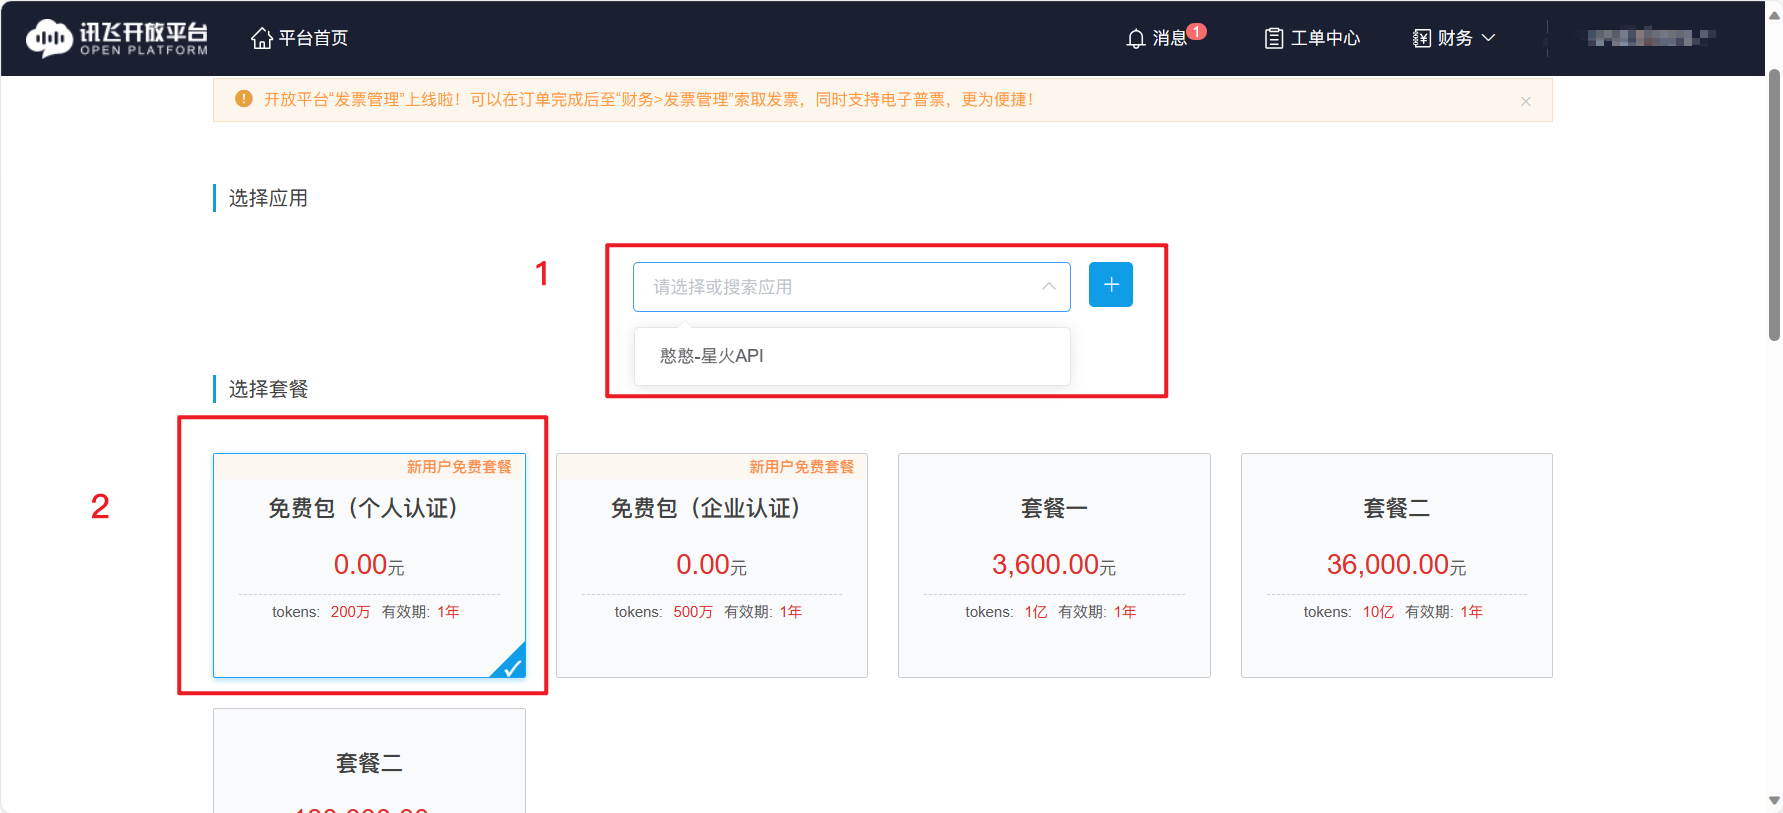 讯飞开放平台
OPEN PLATFORM
平台首页
消息 1
工单中心
财务
开放平台“发票管理”上线啦！可以在订单完成后至“财务>发票管理”索取发票，同时支持电子普票，更为便捷！
选择应用
1
请选择或搜索应用
憨憨-星火API
选择套餐
2
新用户免费套餐
免费包（个人认证）
0.00元
tokens: 200万 有效期: 1年
新用户免费套餐
免费包（企业认证）
0.00元
tokens: 500万 有效期: 1年
套餐一
3,600.00元
tokens: 1亿 有效期: 1年
套餐二
36,000.00元
tokens: 10亿 有效期: 1年
套餐二